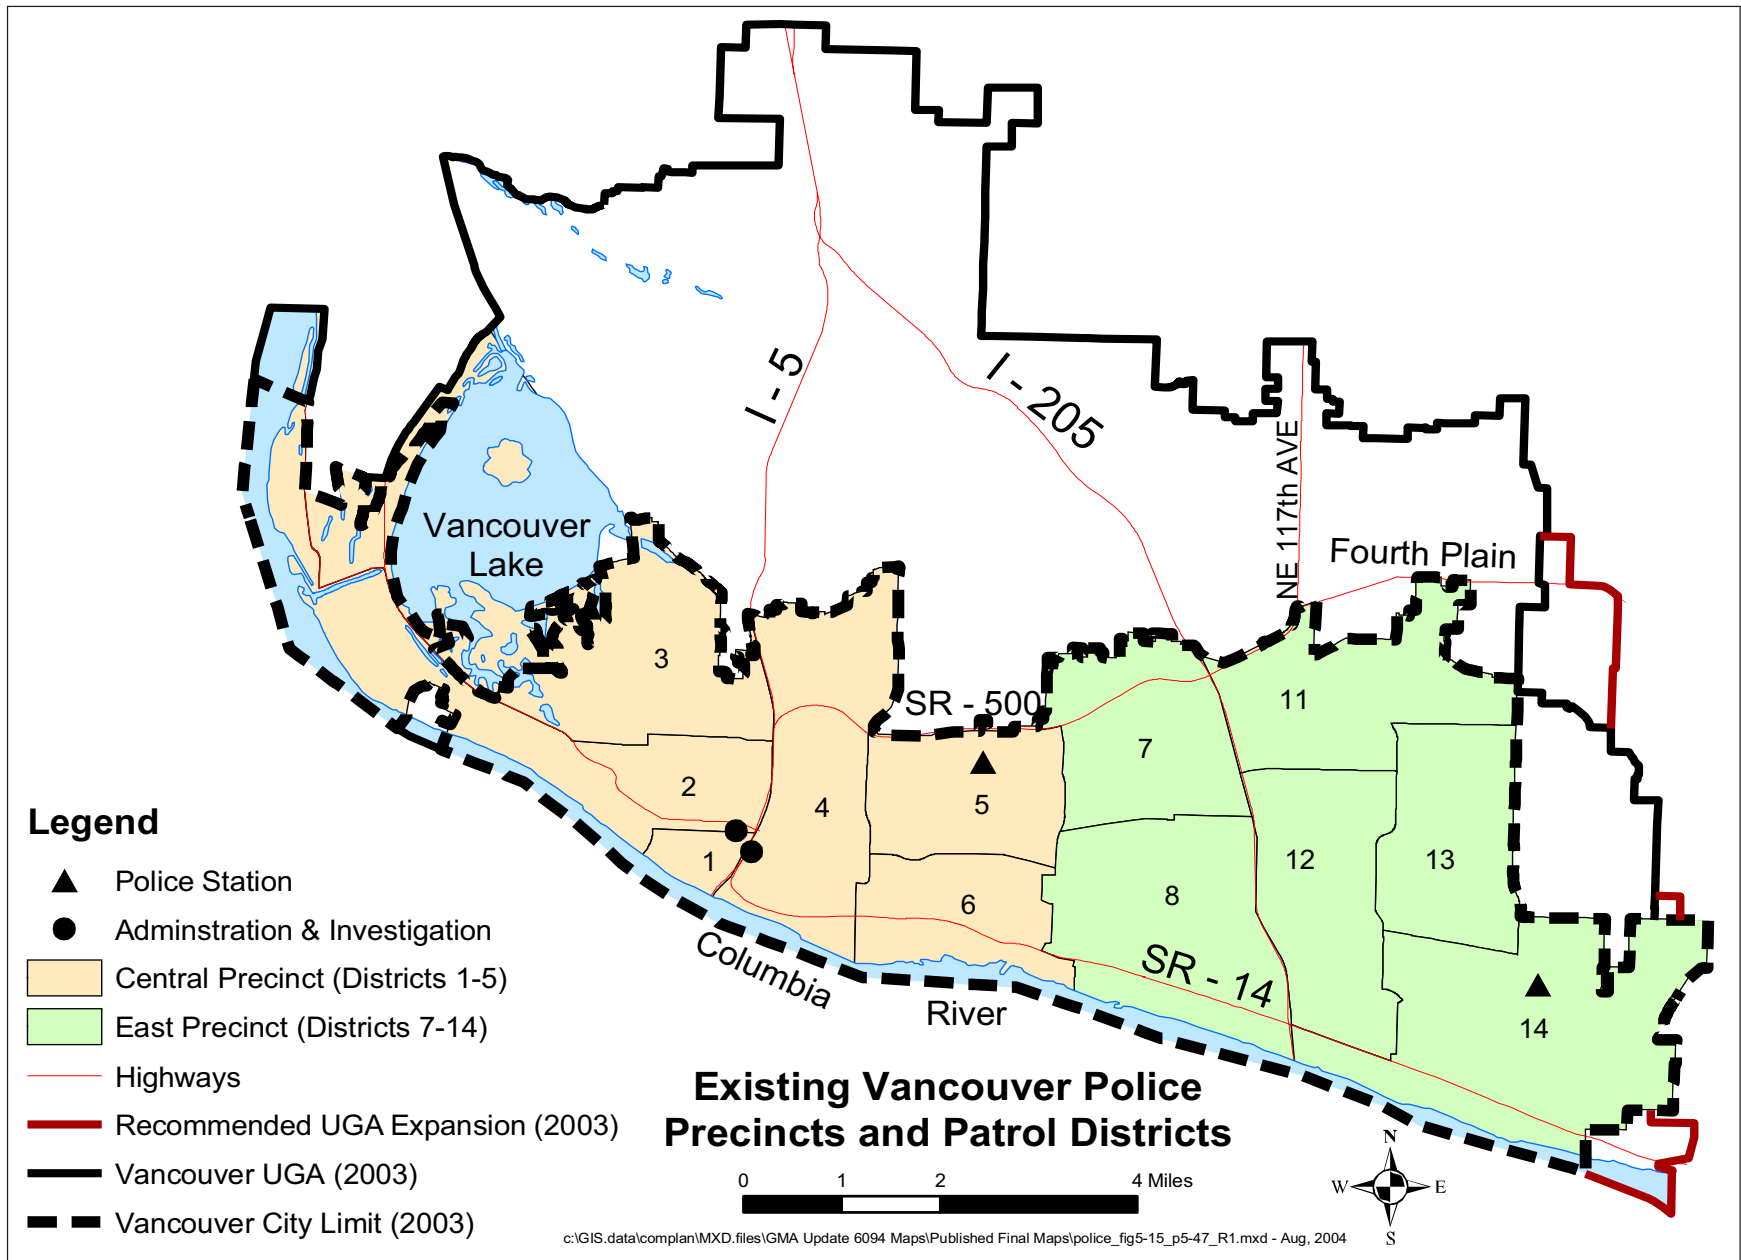 I - 5
I - 205
NE 117th AVE
Fourth Plain
Vancouver
Lake
SR - 500
3
11
7
2
4
5
12
13
1
8
6
SR - 14
Columbia
River
14
Legend
Police Station
Adminstration & Investigation
Central Precinct (Districts 1-5)
East Precinct (Districts 7-14)
Highways
Recommended UGA Expansion (2003)
Vancouver UGA (2003)
Vancouver City Limit (2003)
Existing Vancouver Police
Precincts and Patrol Districts
0 1 2 4 Miles
N
W E
S
c:\GIS.data\complan\MXD.files\GMA Update 6094 Maps\Published Final Maps\police_fig5-15_p5-47_R1.mxd - Aug, 2004